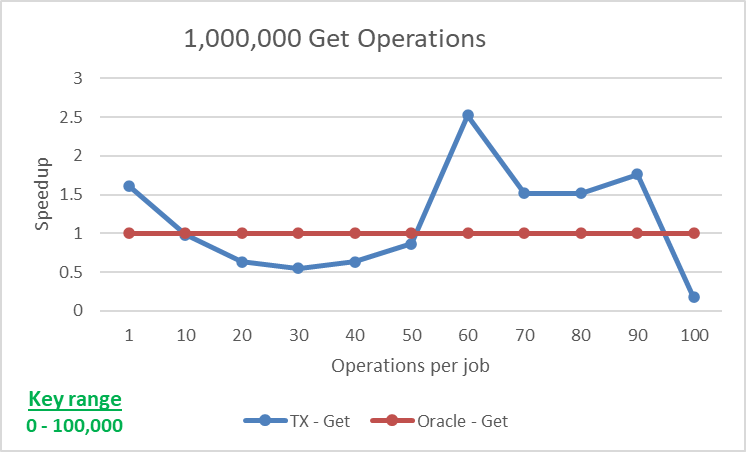 1,000,000 Get Operations
3
2.5
2
1.5
1
0.5
0
Speedup
1 10 20 30 40 50 60 70 80 90 100
Operations per job
Key range
0 - 100,000
TX - Get Oracle - Get